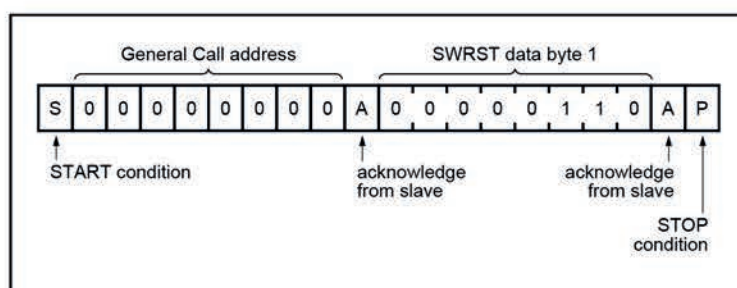 General Call address SWRST data byte 1
S 0 0 0 0 0 0 0 0 A 0 0 0 0 0 1 1 0 A P
START condition acknowledge acknowledge
from slave from slave
STOP
condition